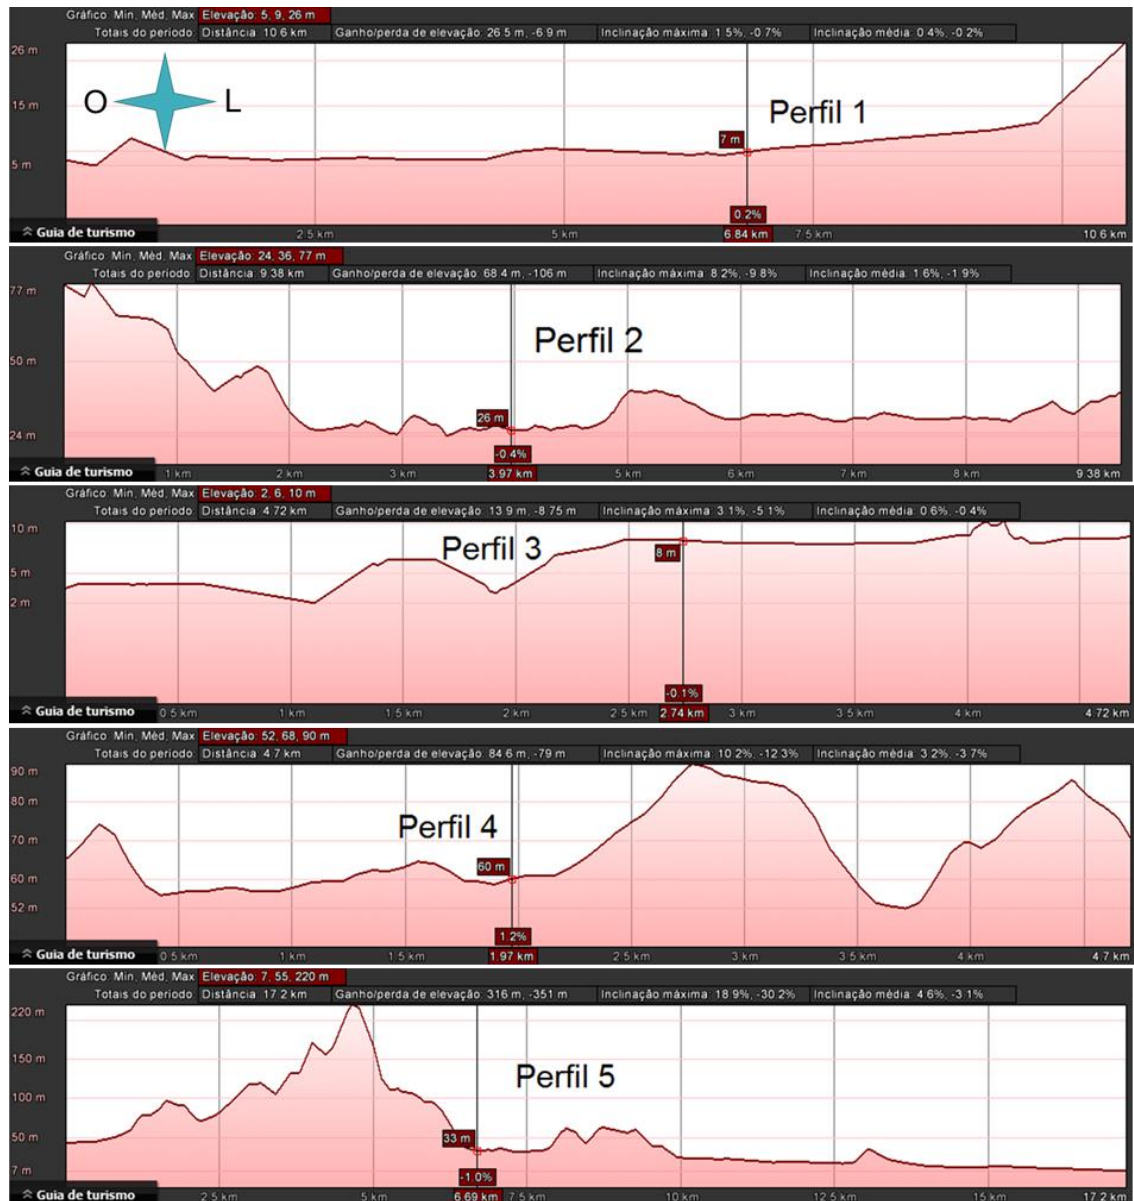 Gráfico: Min, Méd, Max Elevação: 5, 9, 26 m
Totais do período: Distância: 10.6 km Ganho/perda de elevação: 26.5 m, -6.9 m Inclinação máxima: 1.5%, -0.7% Inclinação média: 0.4%, -0.2%
26 m
O L
15 m
Perfil 1
7 m
5 m
0.2%
Guia de turismo 2.5 km 5 km 6.84 km 7.5 km 10.6 km
Gráfico: Min, Méd, Max Elevação: 24, 36, 77 m
Totais do período: Distância: 9.38 km Ganho/perda de elevação: 68.4 m, -106 m Inclinação máxima: 8.2%, -9.8% Inclinação média: 1.6%, -1.9%
77 m
Perfil 2
50 m
26 m
24 m
-0.4%
Guia de turismo 1 km 2 km 3 km 3.97 km 5 km 6 km 7 km 8 km 9.38 km
Gráfico: Min, Méd, Max Elevação: 2, 6, 10 m
Totais do período: Distância: 4.72 km Ganho/perda de elevação: 13.9 m, -8.75 m Inclinação máxima: 3.1%, -5.1% Inclinação média: 0.6%, -0.4%
10 m
Perfil 3
8 m
5 m
2 m
-0.1%
Guia de turismo 0.5 km 1 km 1.5 km 2 km 2.5 km 2.74 km 3 km 3.5 km 4 km 4.72 km
Gráfico: Min, Méd, Max Elevação: 52, 68, 90 m
Totais do período: Distância: 4.7 km Ganho/perda de elevação: 84.6 m, -79 m Inclinação máxima: 10.2%, -12.3% Inclinação média: 3.2%, -3.7%
90 m
80 m
Perfil 4
70 m
60 m
60 m
52 m
1.2%
Guia de turismo 0.5 km 1 km 1.5 km 1.97 km 2.5 km 3 km 3.5 km 4 km 4.7 km
Gráfico: Min, Méd, Max Elevação: 7, 55, 220 m
Totais do período: Distância: 17.2 km Ganho/perda de elevação: 316 m, -351 m Inclinação máxima: 18.9%, -30.2% Inclinação média: 4.6%, -3.1%
220 m
150 m
Perfil 5
100 m
50 m
33 m
7 m
-1.0%
Guia de turismo 2.5 km 5 km 6.69 km 7.5 km 10 km 12.5 km 15 km 17.2 km